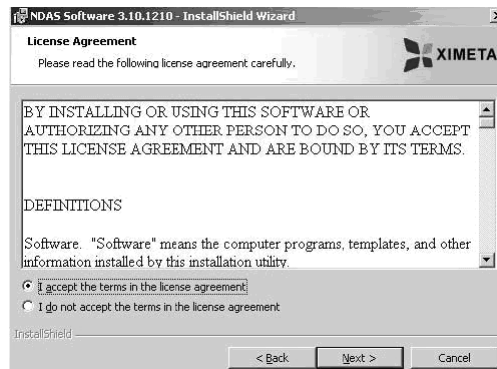 NDAS Software 3.10.1210 - InstallShield Wizard
License Agreement
Please read the following license agreement carefully.
XIMETA
BY INSTALLING OR USING THIS SOFTWARE OR
AUTHORIZING ANY OTHER PERSON TO DO SO, YOU ACCEPT
THIS LICENSE AGREEMENT AND ARE BOUND BY ITS TERMS.
DEFINITIONS
Software. "Software" means the computer programs, templates, and other
information installed by this installation utility.
I accept the terms in the license agreement
I do not accept the terms in the license agreement
InstallShield
< Back
Next >
Cancel